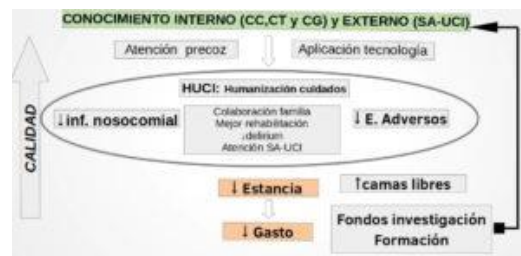 CONOCIMIENTO INTERNO (CC,CT y CG) y EXTERNO (SA-UCI)
Atención precoz
Aplicación tecnología
CALIDAD
HUCI: Humanización cuidados
↓inf. nosocomial
Colaboración familia
Mejor rehabilitación
↓delirium
Atención SA-UCI
↓ E. Adversos
↓ Estancia
↑camas libres
↓ Gasto
Fondos investigación
Formación